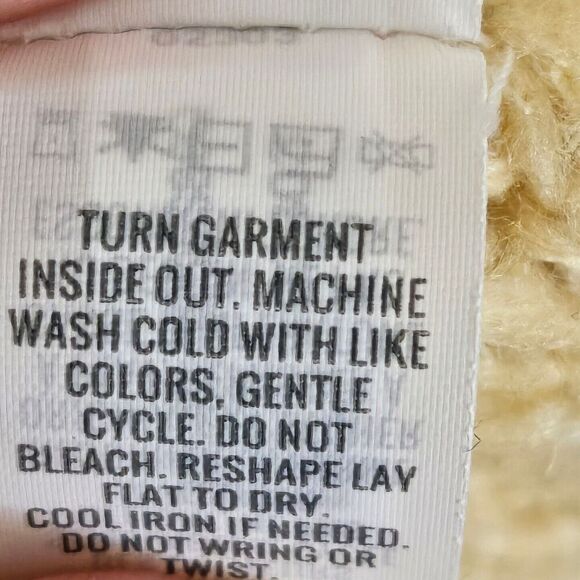 TURN GARMENT
INSIDE OUT. MACHINE
WASH COLD WITH LIKE
COLORS, GENTLE
CYCLE. DO NOT
BLEACH. RESHAPE LAY
FLAT TO DRY.
COOL IRON IF NEEDED.
DO NOT WRING OR
TWIST.